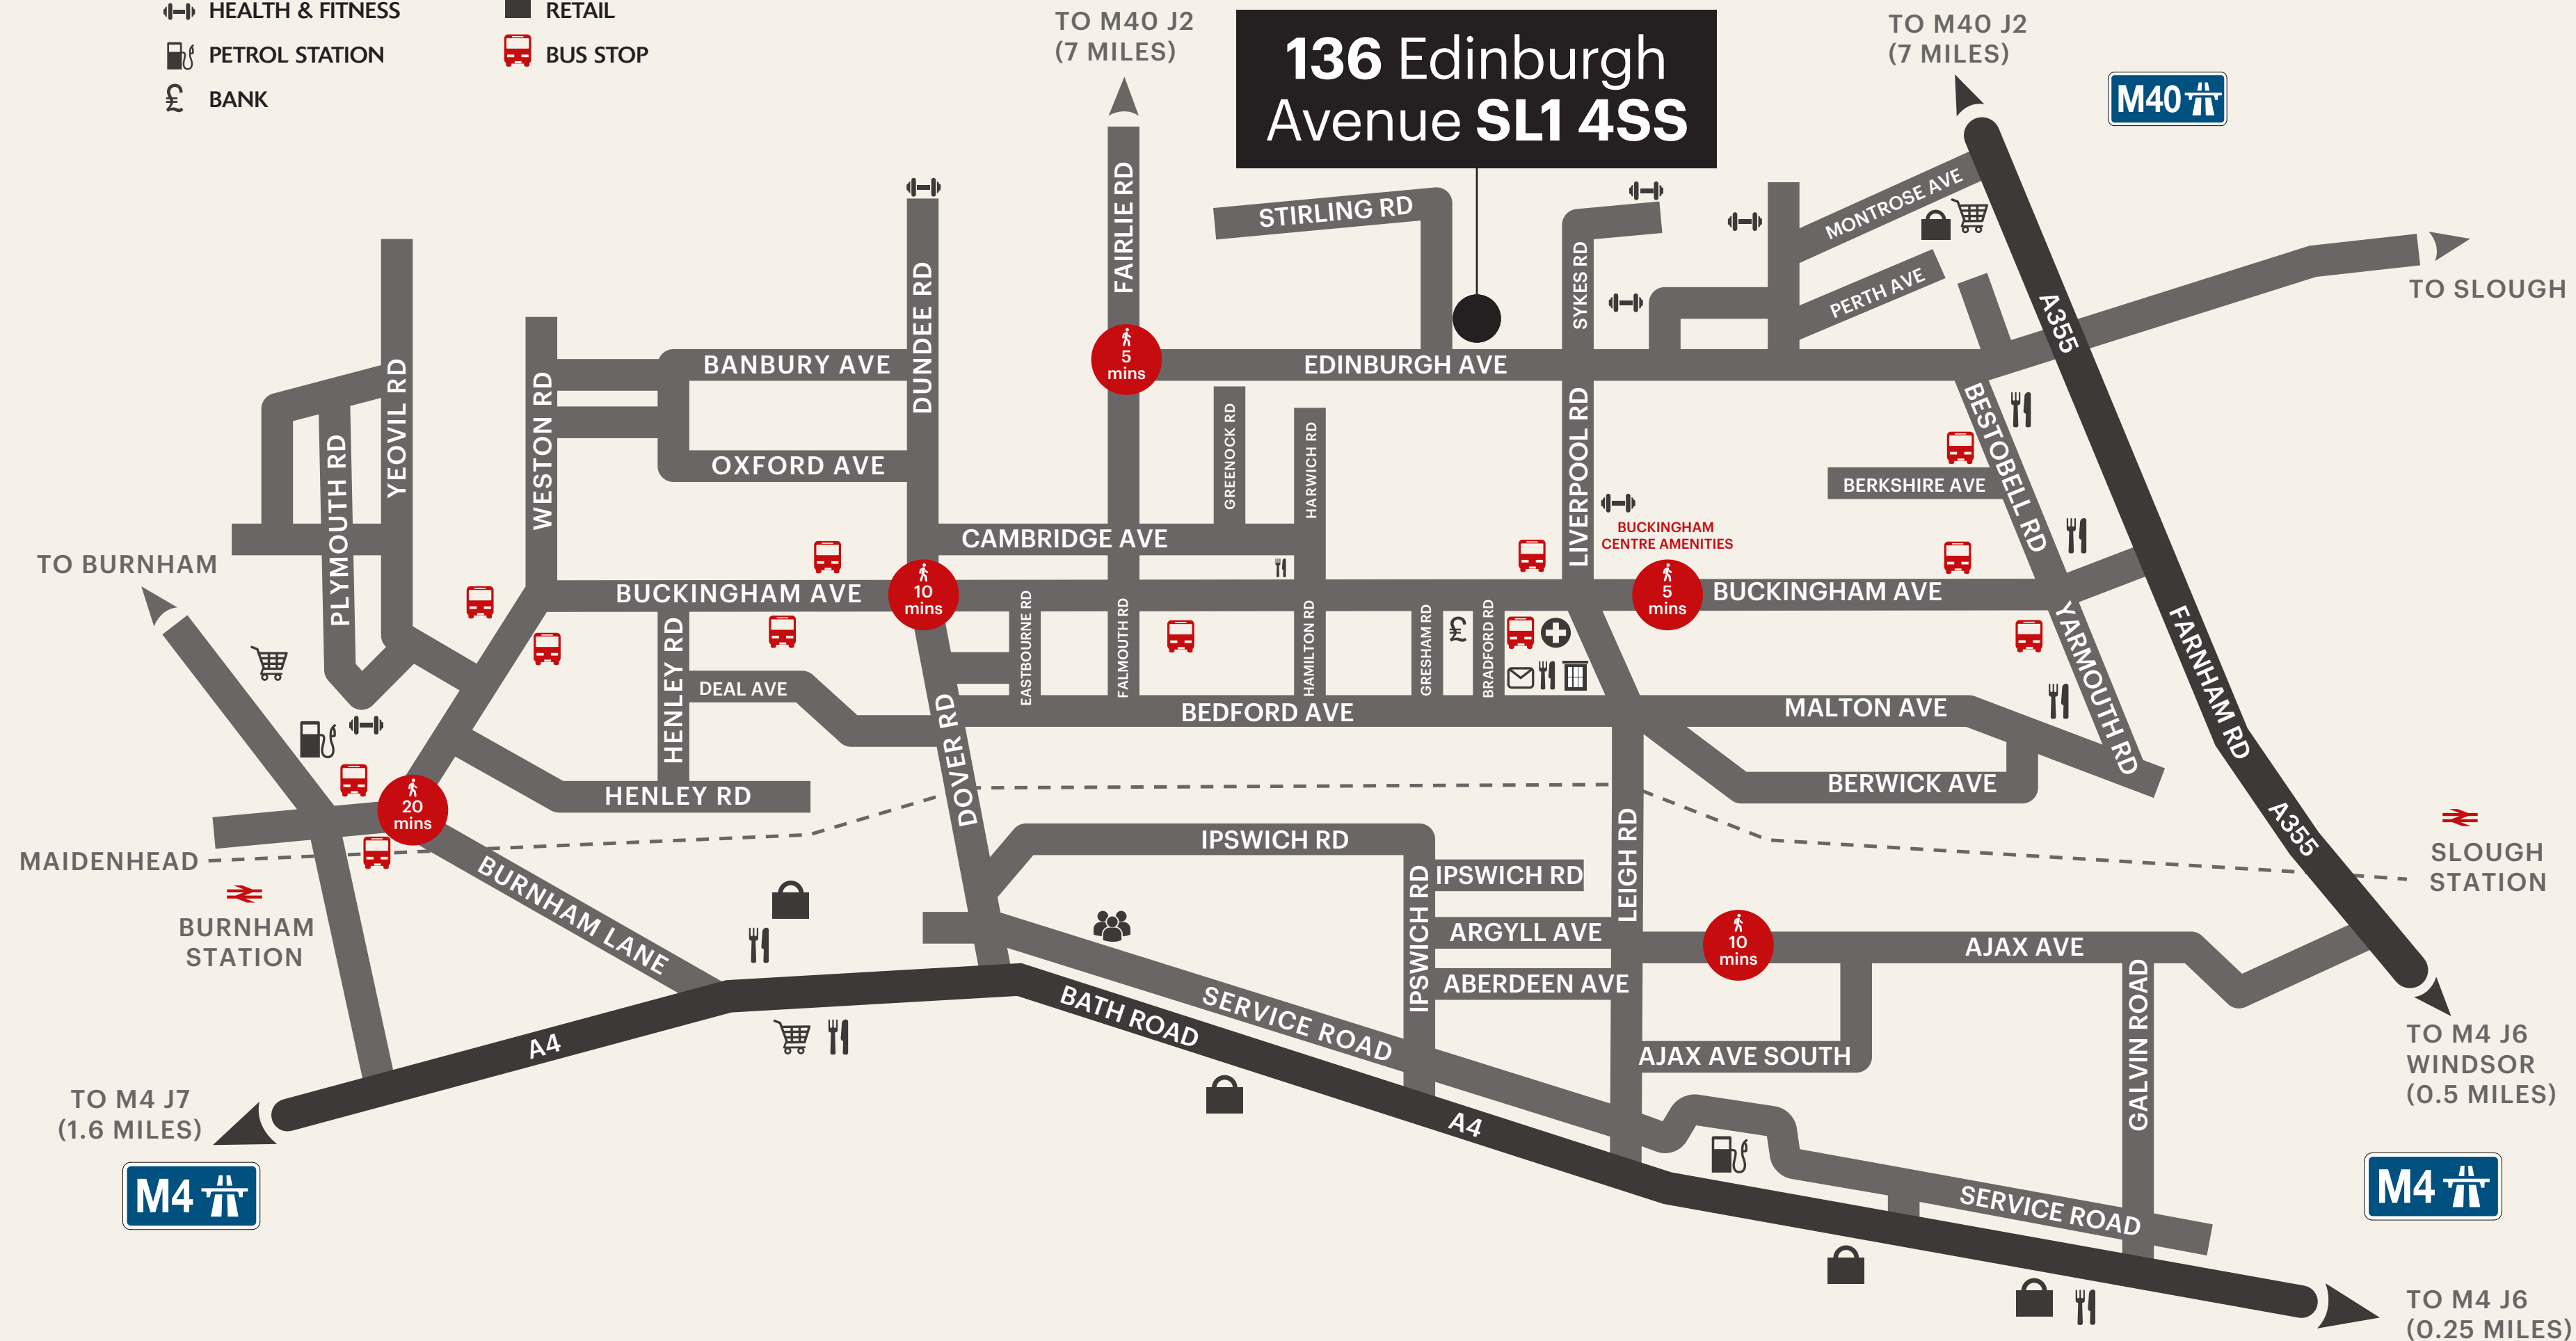 HEALTH & FITNESS
RETAIL
PETROL STATION
BUS STOP
£ BANK
TO M40 J2
(7 MILES)
136 Edinburgh
Avenue SL1 4SS
TO M40 J2
(7 MILES)
M40
MONTROSE AVE
STIRLING RD
FAIRLIE RD
SYKES RD
PERTH AVE
TO SLOUGH
A355
DUNDEE RD
BANBURY AVE
5
mins
EDINBURGH AVE
YEOVIL RD
WESTON RD
OXFORD AVE
PLYMOUTH RD
GREENOCK RD
HARWICH RD
LIVERPOOL RD
BESTOBELL RD
BERKSHIRE AVE
CAMBRIDGE AVE
BUCKINGHAM
CENTRE AMENITIES
TO BURNHAM
BUCKINGHAM AVE
10
mins
5
mins
BUCKINGHAM AVE
EASTBOURNE RD
FALMOUTH RD
HAMILTON RD
GRESHAM RD
£
BRADFORD RD
YARMOUTH RD
FARNHAM RD
HENLEY RD
DEAL AVE
DOVER RD
BEDFORD AVE
MALTON AVE
BERWICK AVE
HENLEY RD
20
mins
A355
MAIDENHEAD
BURNHAM
STATION
BURNHAM LANE
IPSWICH RD
IPSWICH RD
IPSWICH RD
LEIGH RD
SLOUGH
STATION
ARGYLL AVE
10
mins
AJAX AVE
ABERDEEN AVE
SERVICE ROAD
BATH ROAD
A4
AJAX AVE SOUTH
GALVIN ROAD
TO M4 J6
WINDSOR
(0.5 MILES)
TO M4 J7
(1.6 MILES)
A4
M4
M4
SERVICE ROAD
TO M4 J6
(0.25 MILES)